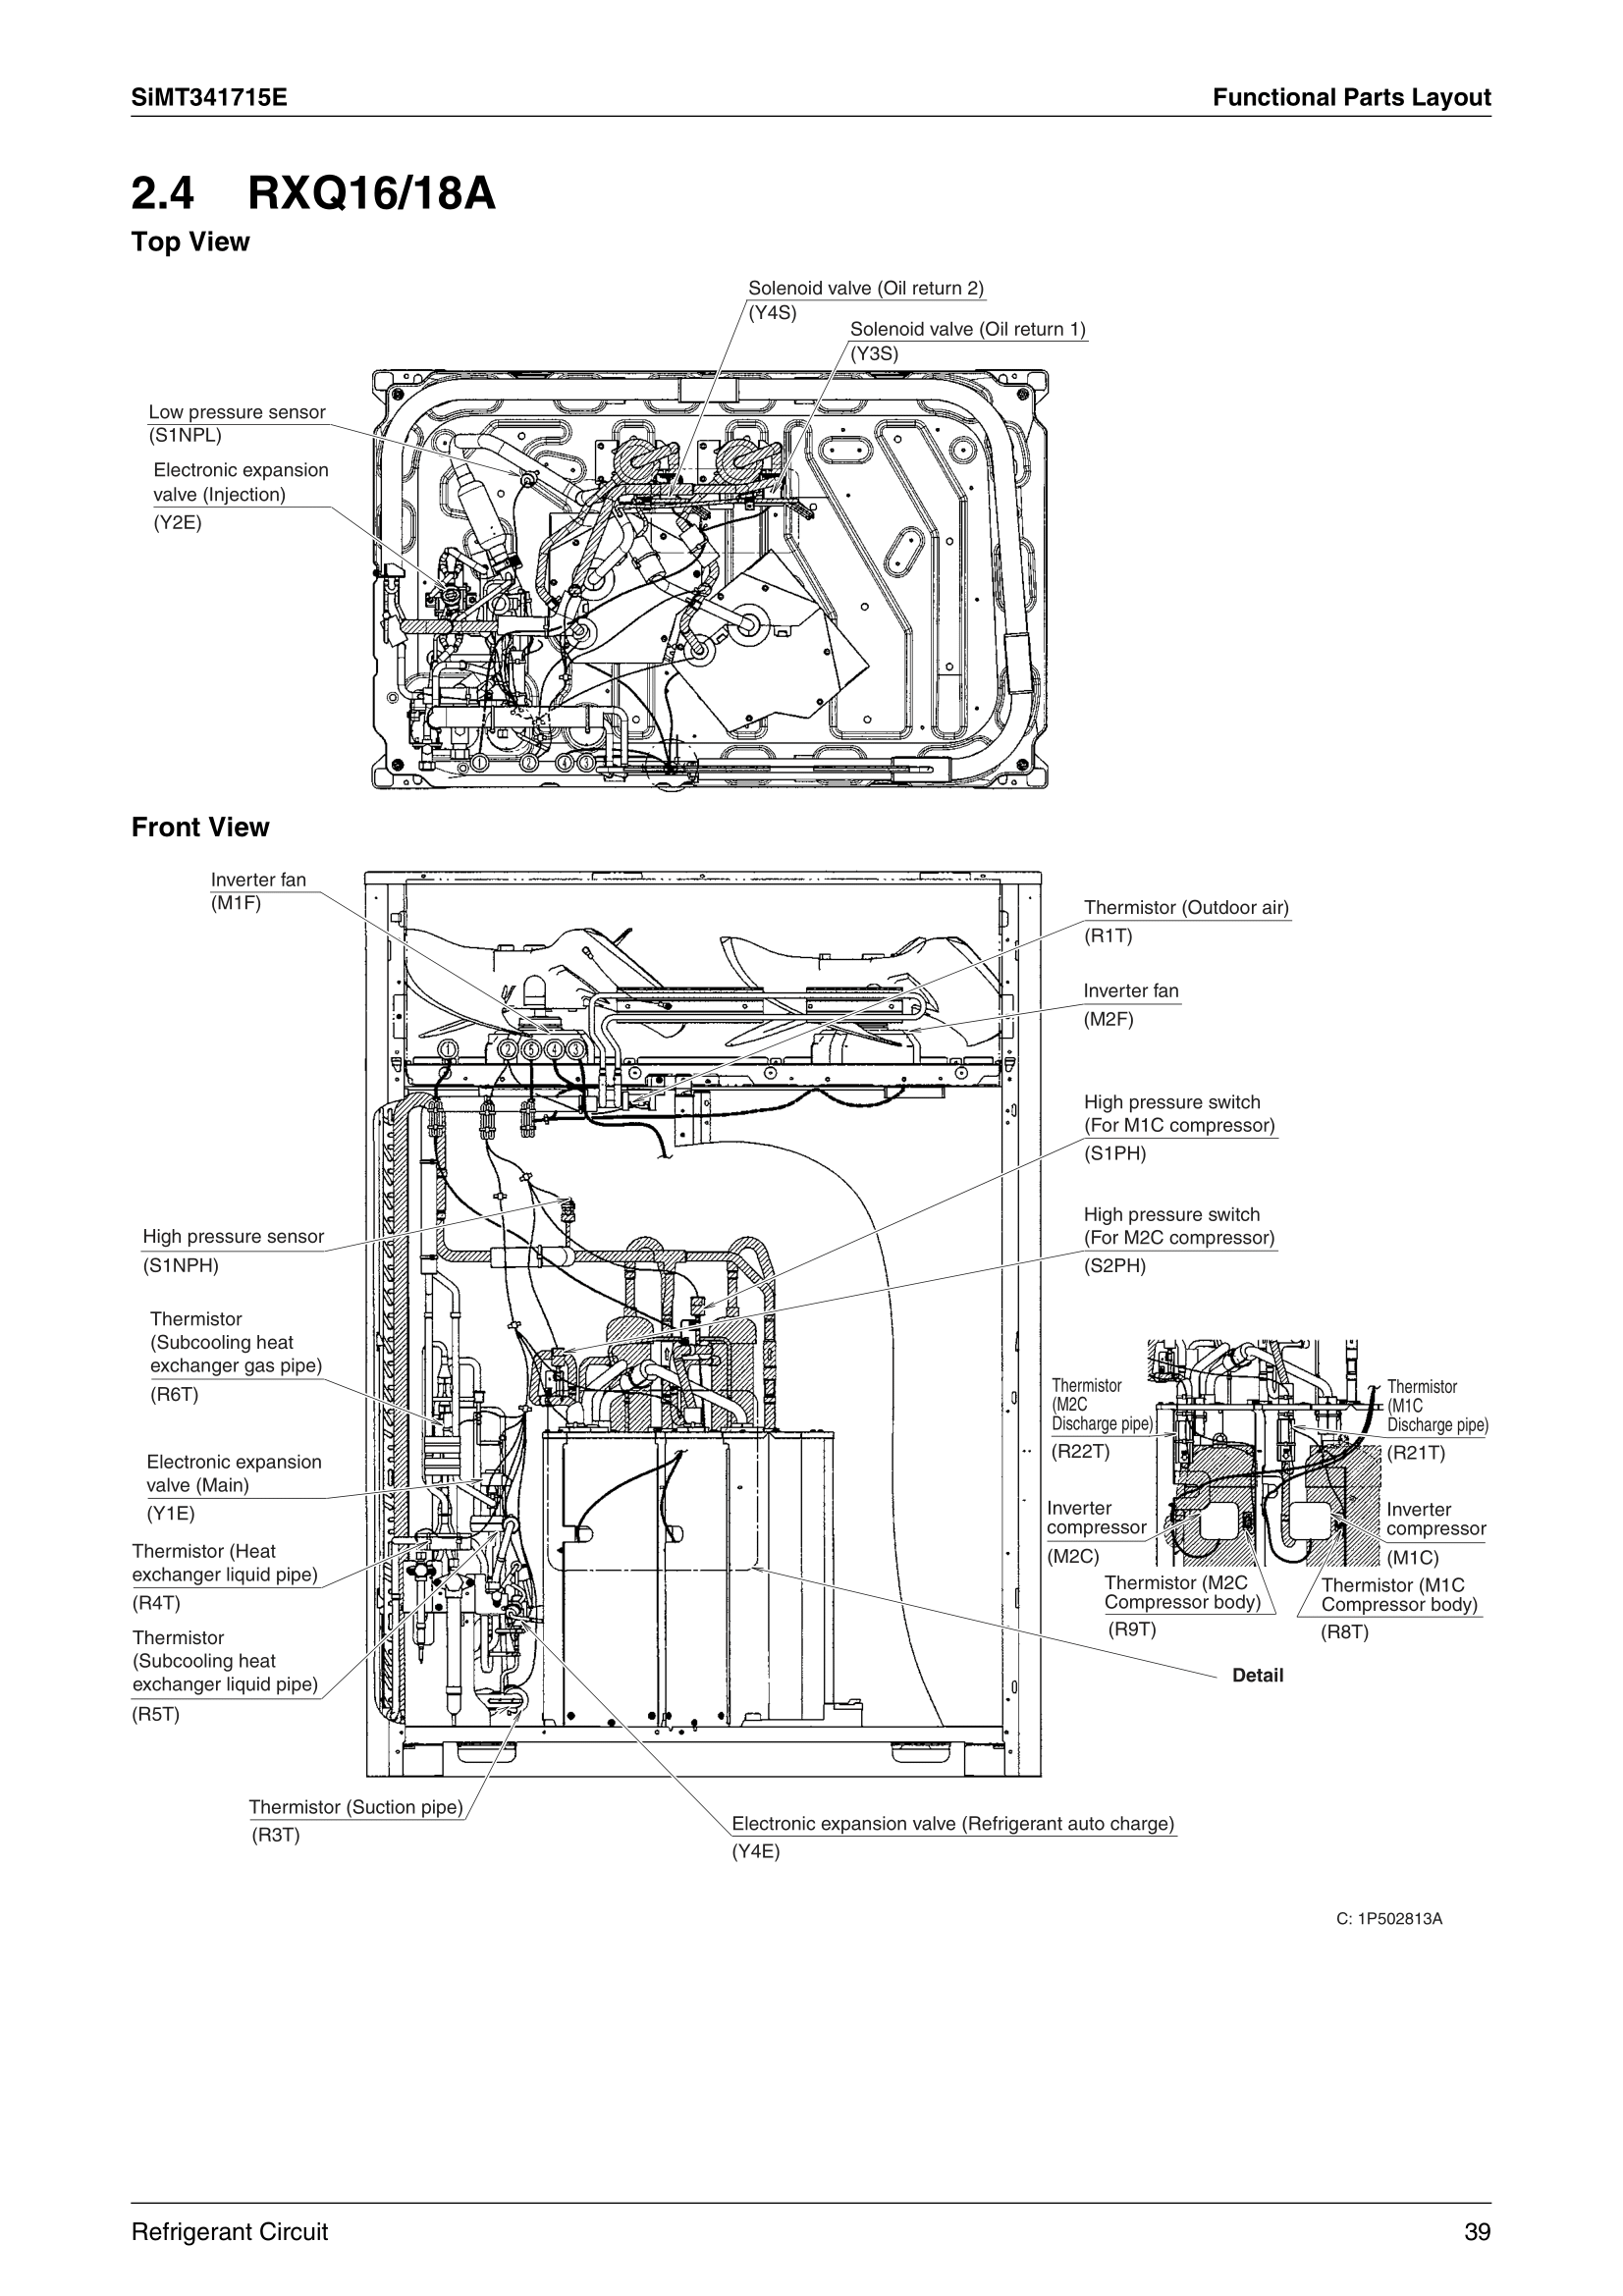 SiMT341715E
Functional Parts Layout
2.4 RXQ16/18A
Top View
Solenoid valve (Oil return 2)
(Y4S)
Solenoid valve (Oil return 1)
(Y3S)
Low pressure sensor
(S1NPL)
Electronic expansion
valve (Injection)
(Y2E)
1
2
4
3
Front View
Inverter fan
(M1F)
Thermistor (Outdoor air)
(R1T)
Inverter fan
(M2F)
1
2
5
4
3
High pressure switch
(For M1C compressor)
(S1PH)
High pressure switch
(For M2C compressor)
(S2PH)
High pressure sensor
(S1NPH)
Thermistor
(Subcooling heat
exchanger gas pipe)
(R6T)
Electronic expansion
valve (Main)
(Y1E)
Thermistor (Heat
exchanger liquid pipe)
(R4T)
Thermistor
(Subcooling heat
exchanger liquid pipe)
(R5T)
Thermistor
(M2C
Discharge pipe)
(R22T)
Thermistor
(M1C
Discharge pipe)
(R21T)
Inverter
compressor
(M2C)
Inverter
compressor
(M1C)
Thermistor (M2C
Compressor body)
(R9T)
Thermistor (M1C
Compressor body)
(R8T)
Detail
Thermistor (Suction pipe)
(R3T)
Electronic expansion valve (Refrigerant auto charge)
(Y4E)
C: 1P502813A
Refrigerant Circuit
39